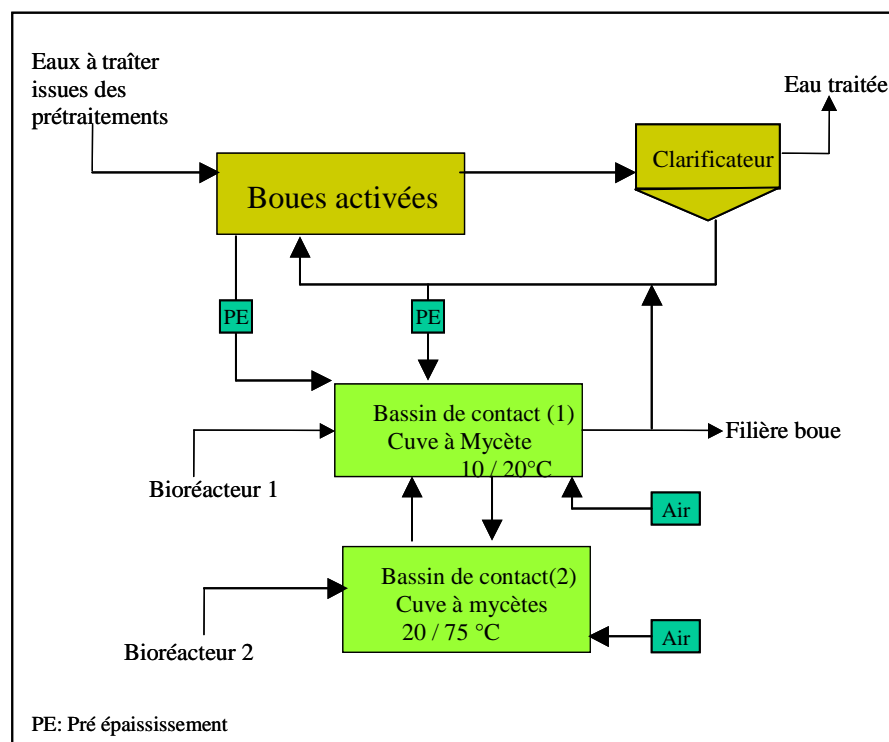 Eaux à traîter
issues des
prétraitements
Eau traitée
Clarificateur
Boues activées
PE
PE
Bassin de contact (1)
Cuve à Mycète
10 / 20°C
Filière boue
Bioréacteur 1
Air
Bassin de contact(2)
Cuve à mycètes
20 / 75 °C
Air
Bioréacteur 2
PE: Pré épaississement